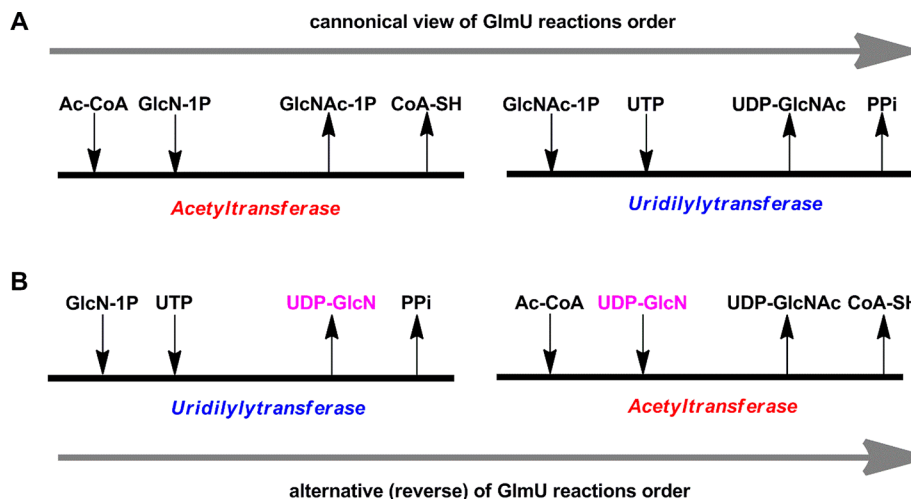 A
cannonical view of GlmU reactions order
Ac-CoA GlcN-1P GlcNAc-1P CoA-SH GlcNAc-1P UTP UDP-GlcNAc PPi
Acetyltransferase Uridilylytransferase
B
GlcN-1P UTP UDP-GlcN PPi Ac-CoA UDP-GlcN UDP-GlcNAc CoA-SH
Uridilylytransferase Acetyltransferase
alternative (reverse) of GlmU reactions order